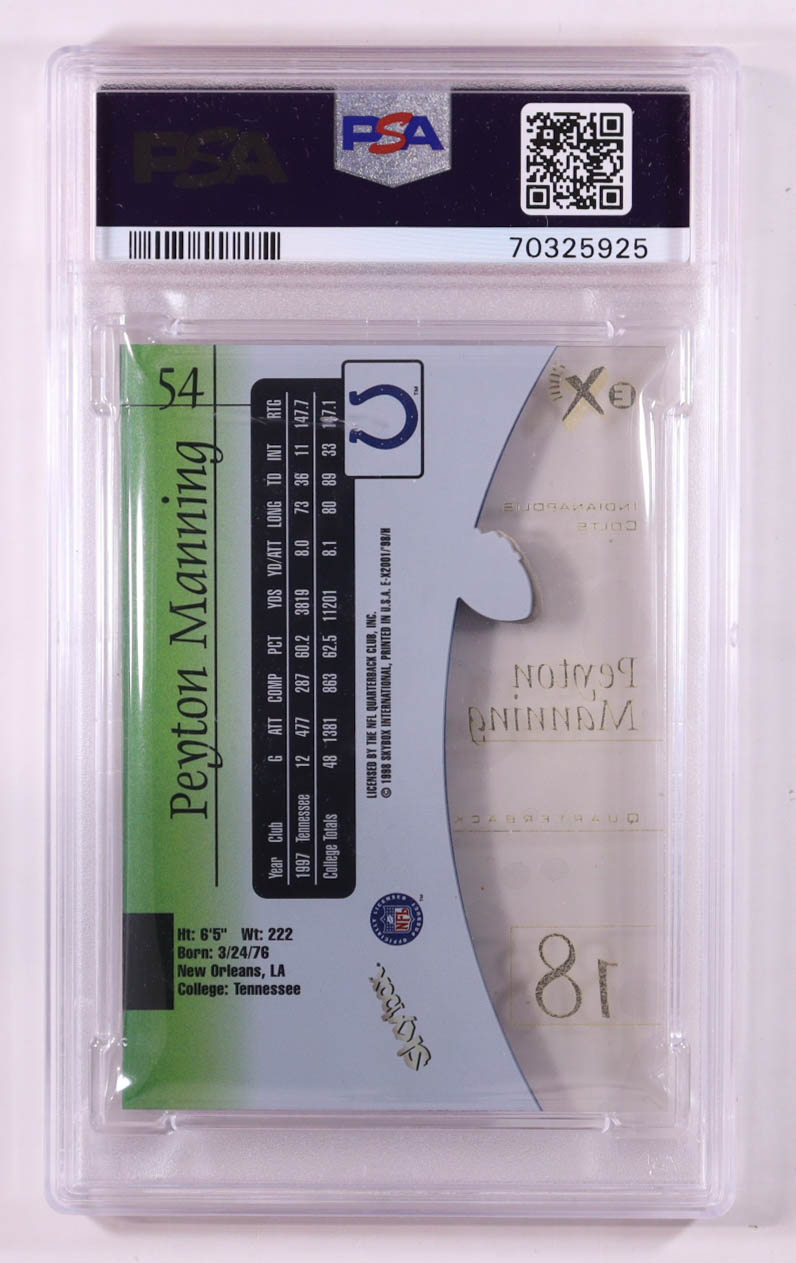 PSA
PSA
70325925
54
Peyton Manning
Year Club G ATT COMP PCT YDS YD/ATT LONG TD INT RTG
1997 Tennessee 12 477 287 60.2 3819 8.0 73 36 11 147.7
College Totals 48 1381 863 62.5 11201 8.1 80 89 33 147.1
TM
LICENSED BY THE NFL QUARTERBACK CLUB, INC.
© 1998 SKYBOX INTERNATIONAL, PRINTED IN U.S.A. E-X2001/'98/H
Ht: 6'5" Wt: 222
Born: 3/24/76
New Orleans, LA
College: Tennessee
NFL
TM
Skybox
E X
INDIANAPOLIS
COLTS
Peyton
Manning
QUARTERBACK
18